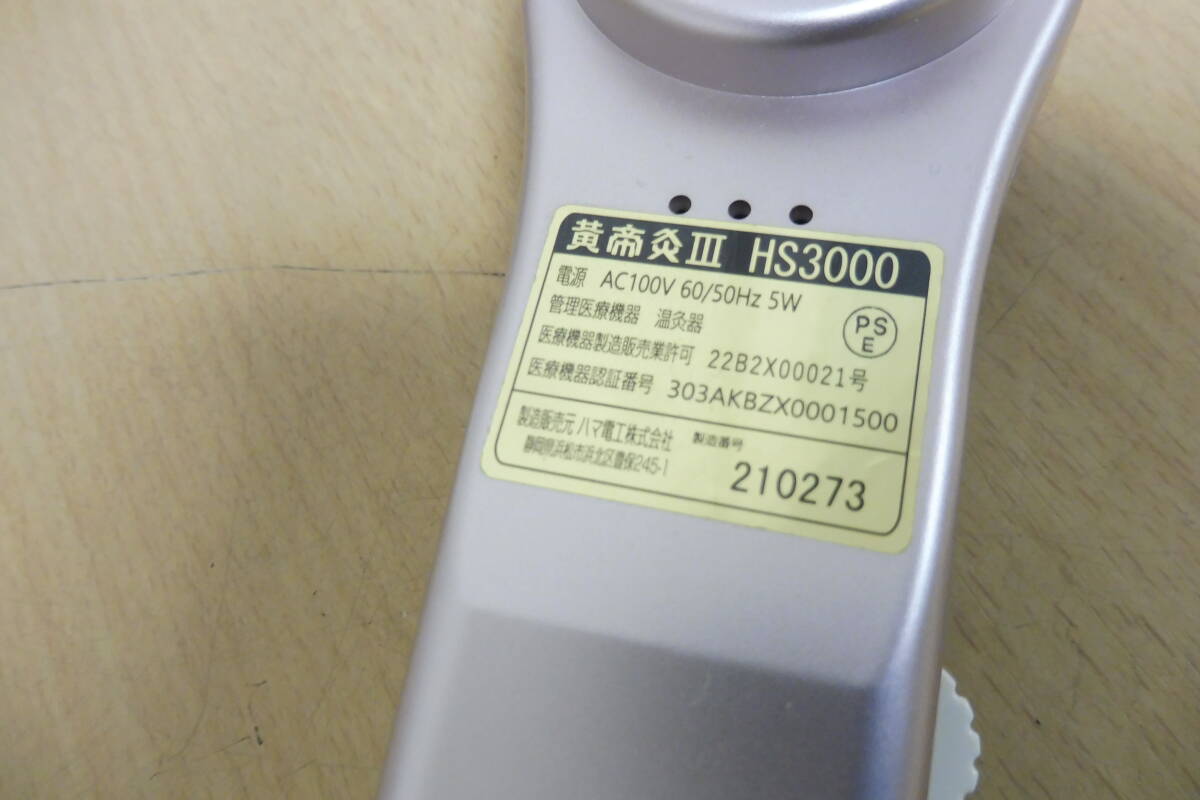 黄帝灸III HS3000
電源 AC100V 60/50Hz 5W
管理医療機器 温灸器
PS
E
医療機器製造販売業許可 22B2X00021号
医療機器認証番号 303AKBZX0001500
製造販売元 ハマ電工株式会社 製造番号
静岡県浜松市浜北区豊保245-1
210273